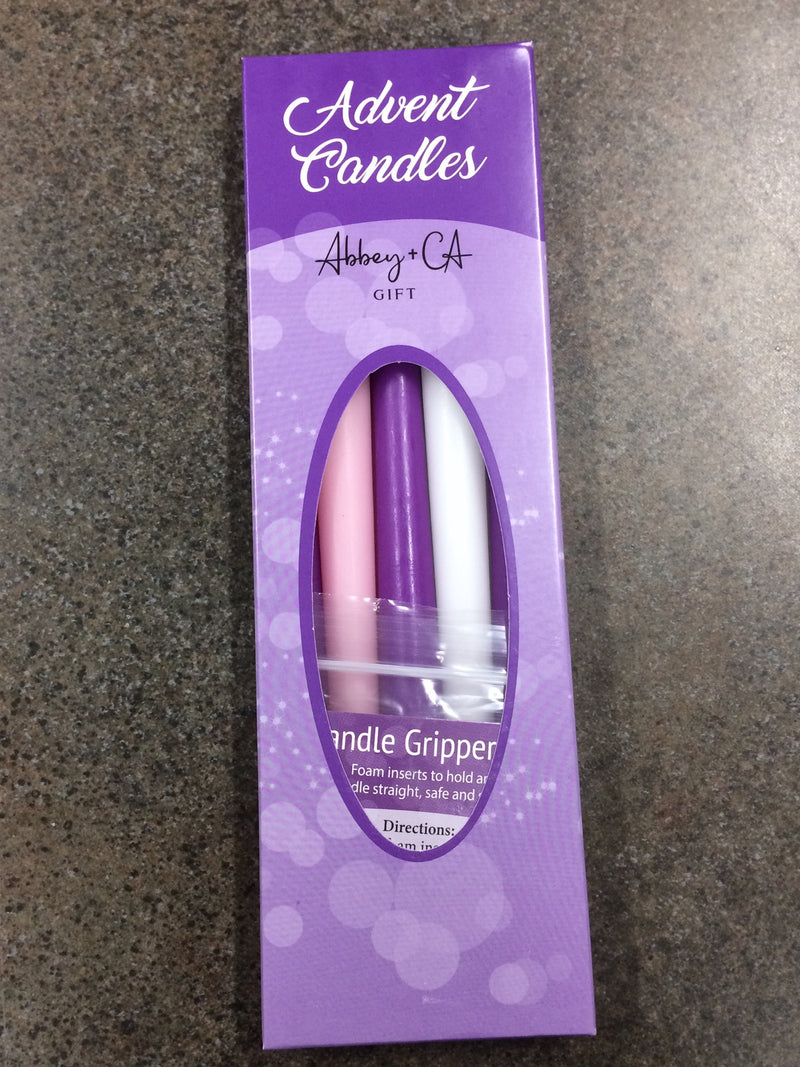 Advent
Candles
Abbey + CA
GIFT
andle Gripper
Foam inserts to hold
dle straight, safe and
Directions: